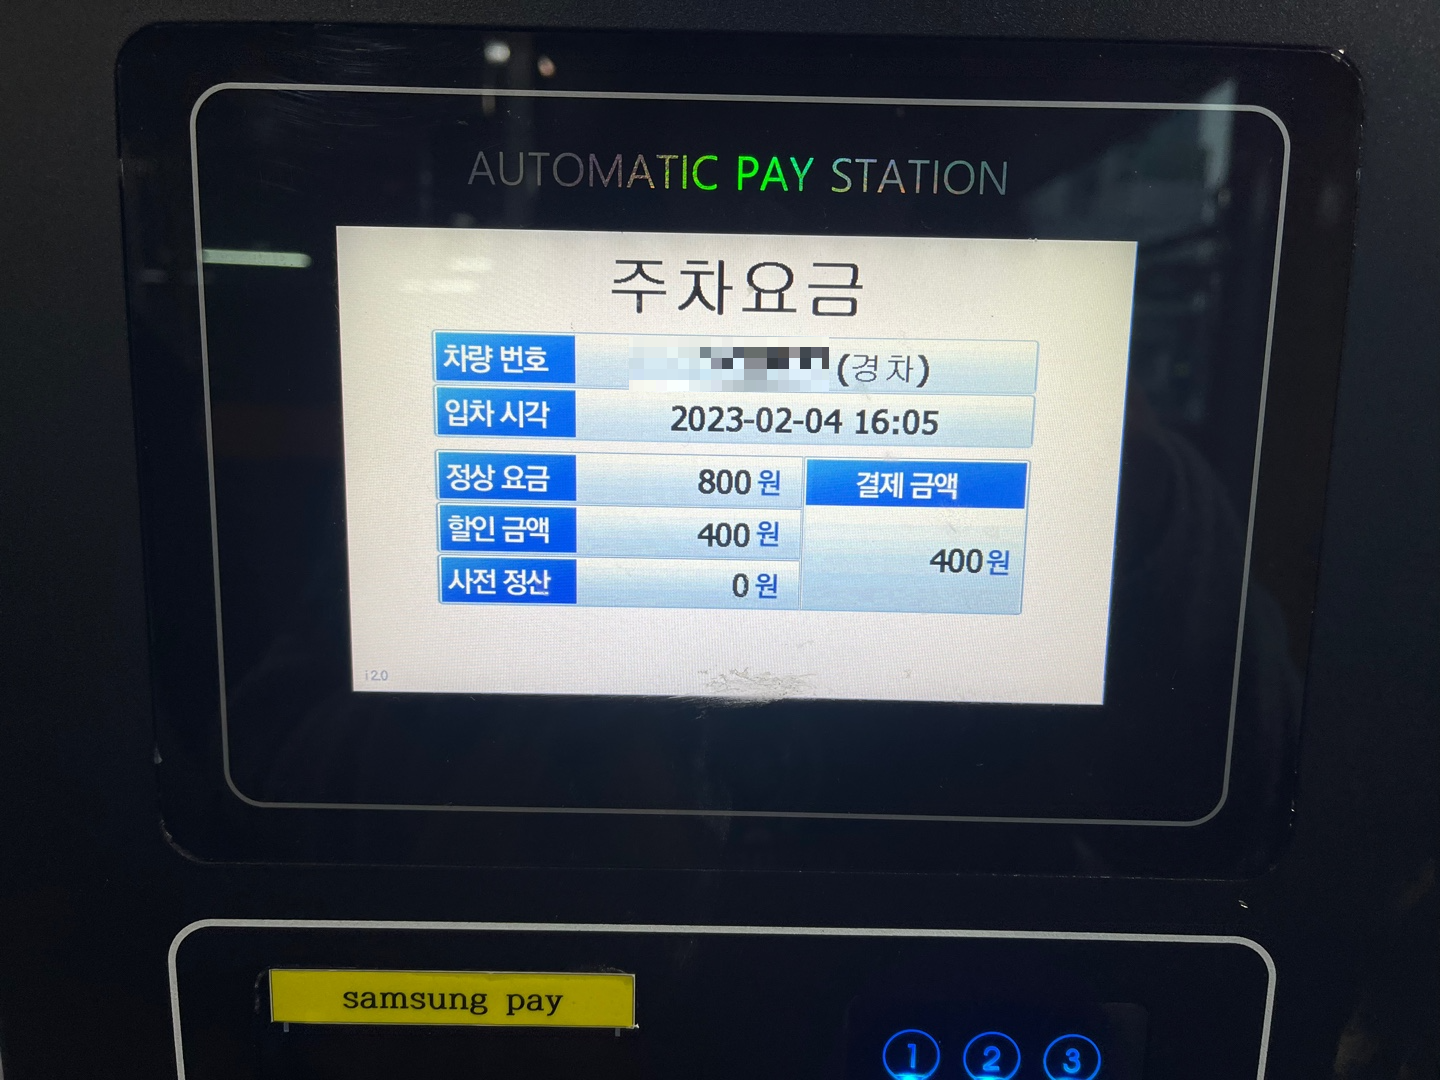 AUTOMATIC PAY STATION
주차요금
차량 번호 (경차)
입차 시각 2023-02-04 16:05
정상 요금 800 원 결제 금액
할인 금액 400 원 400원
사전 정산 0 원
i 2.0
samsung pay
1 2 3